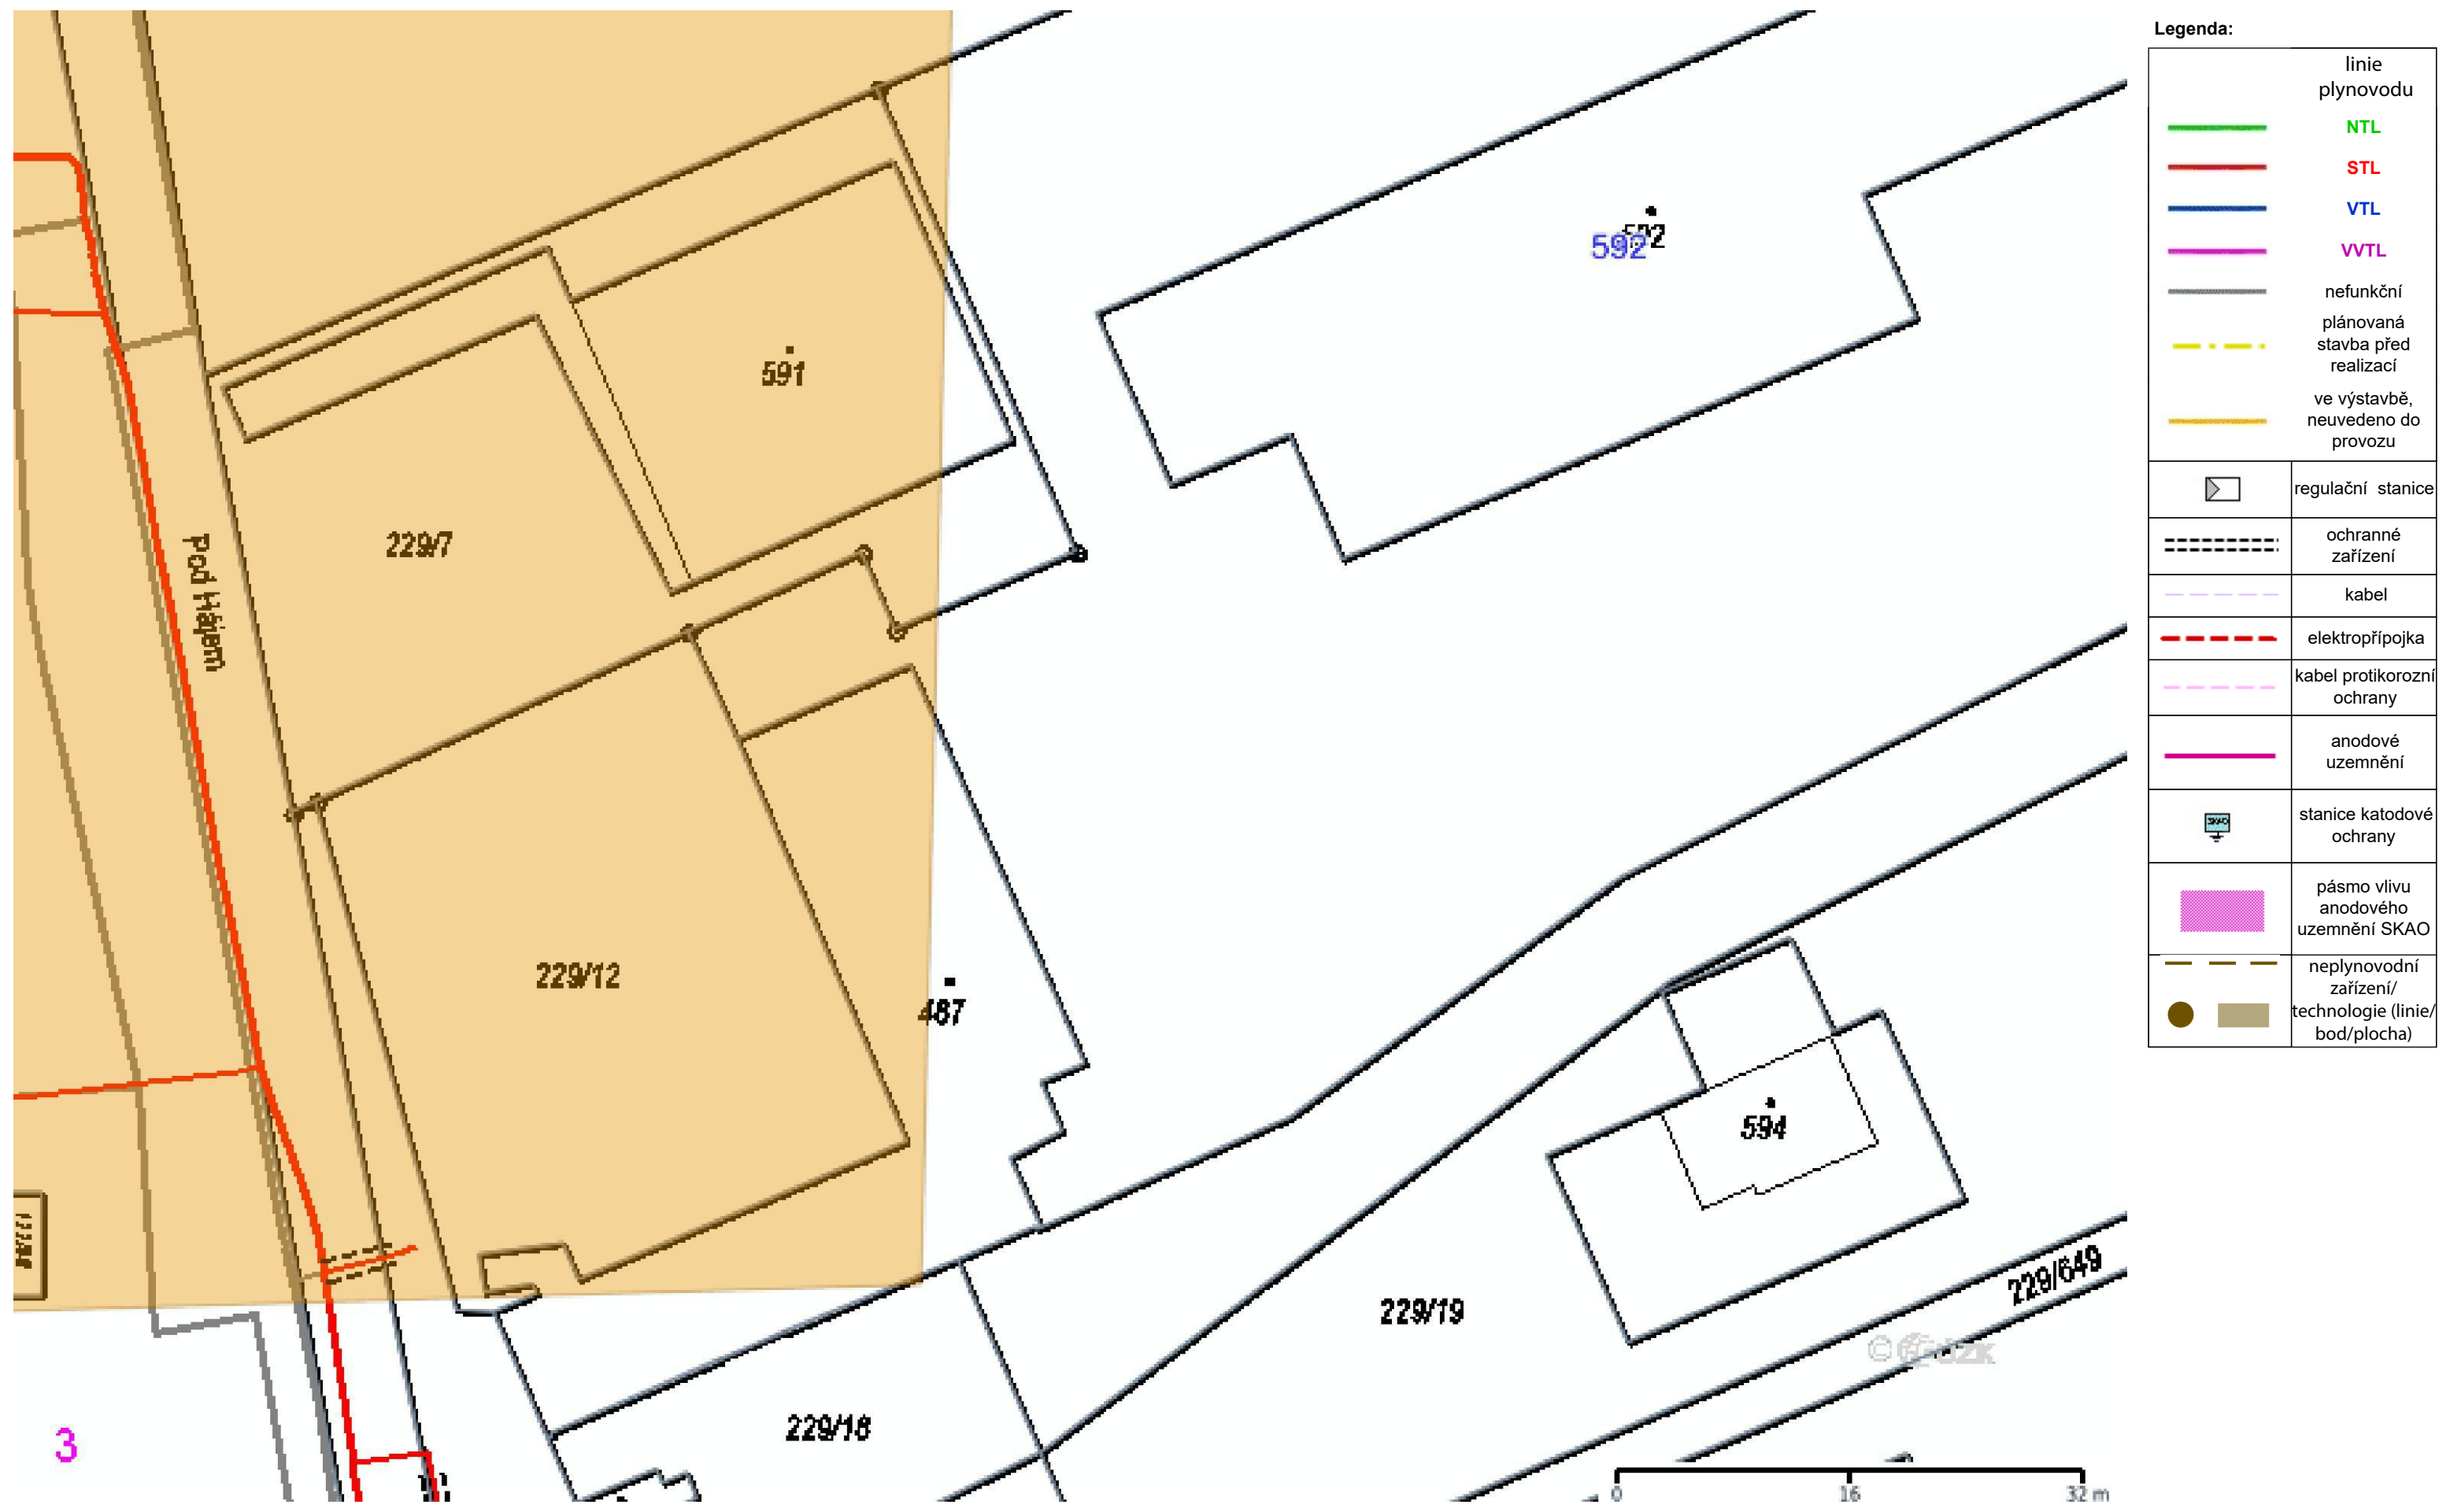 Legenda:
linie
plynovodu
NTL
STL
VTL
VVTL
nefunkční
plánovaná
stavba před
realizací
ve výstavbě,
neuvedeno do
provozu
regulační stanice
ochranné
zařízení
kabel
elektropřípojka
kabel protikorozní
ochrany
anodové
uzemnění
SKAO
stanice katodové
ochrany
pásmo vlivu
anodového
uzemnění SKAO
neplynovodní
zařízení/
technologie (linie/
bod/plocha)
592
592
591
229/7
Pod Hájem
229/12
487
594
229/19
229/649
229/18
3
0 16 32 m